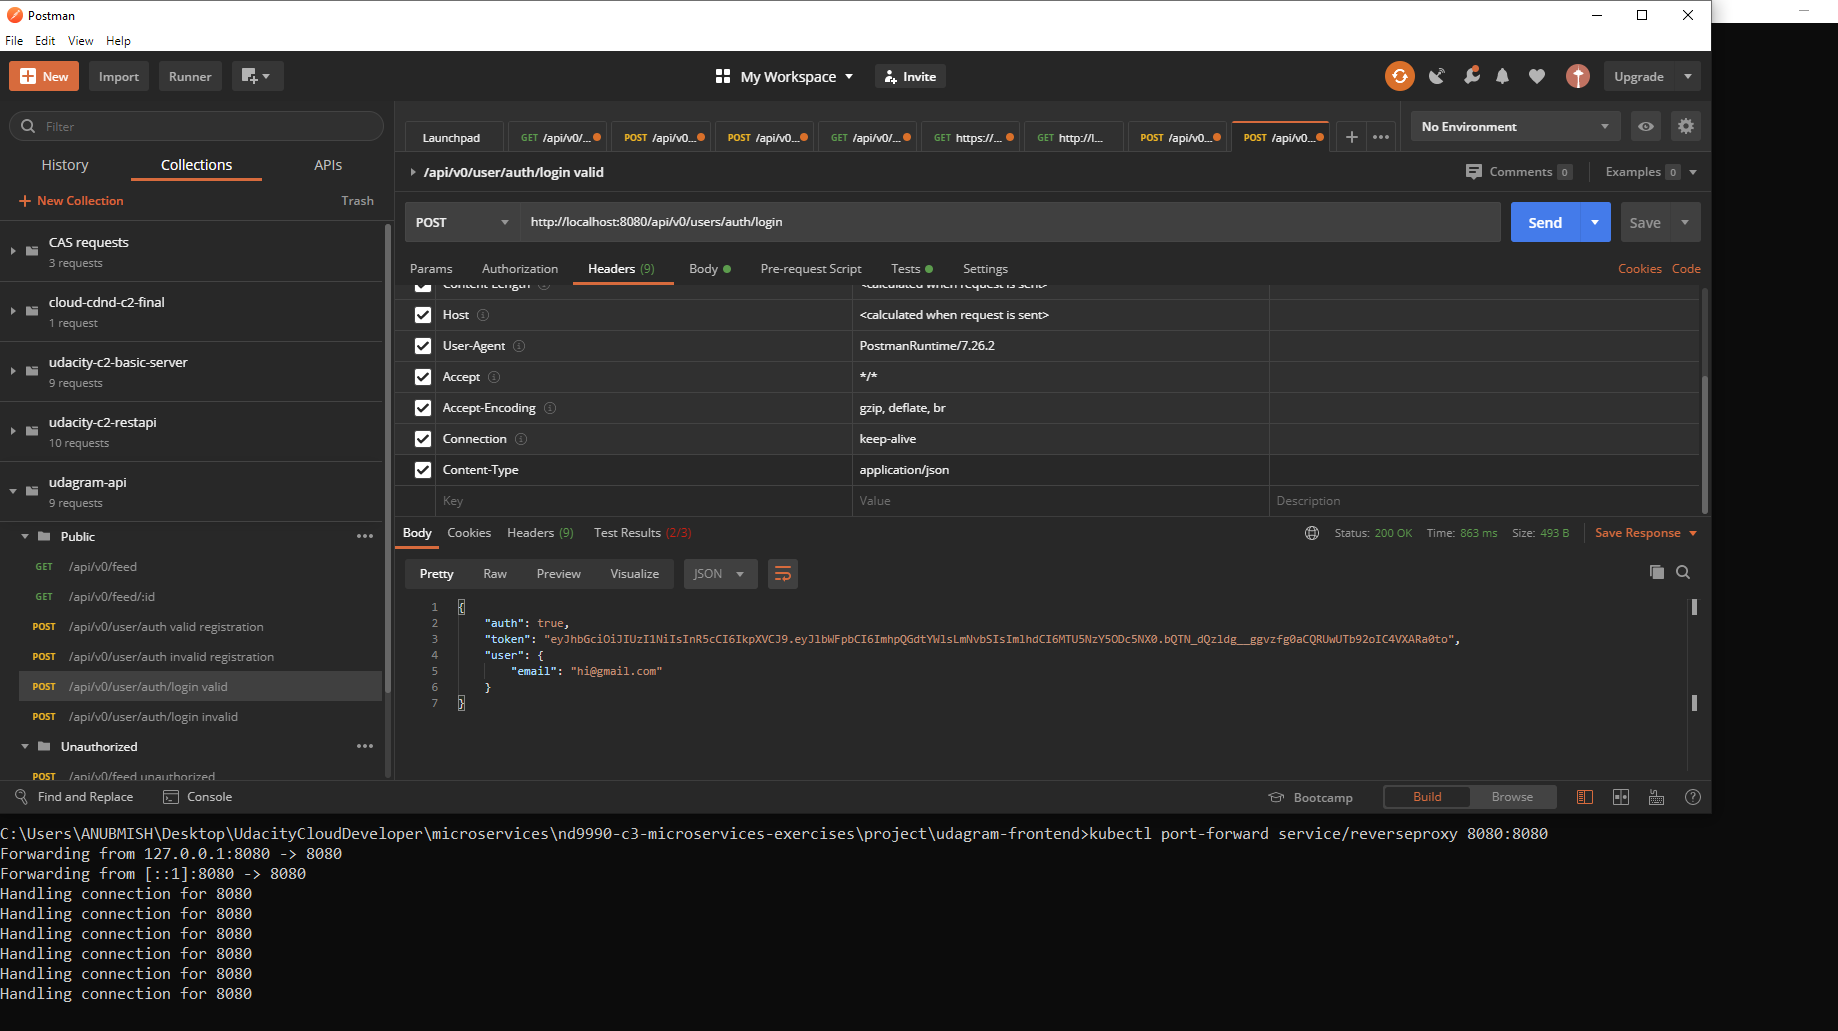 Postman
File Edit View Help
New Import Runner My Workspace Invite Upgrade
Filter
History Collections APIs
New Collection Trash
CAS requests
3 requests
cloud-cdnd-c2-final
1 request
udacity-c2-basic-server
9 requests
udacity-c2-restapi
10 requests
udagram-api
9 requests
Public
GET /api/v0/feed
GET /api/v0/feed/:id
POST /api/v0/user/auth valid registration
POST /api/v0/user/auth invalid registration
POST /api/v0/user/auth/login valid
POST /api/v0/user/auth/login invalid
Unauthorized
POST /api/v0/feed unauthorized
Launchpad GET /api/v0/... POST /api/v0... POST /api/v0... GET /api/v0/... GET https://... GET http://l... POST /api/v0... POST /api/v0... No Environment
/api/v0/user/auth/login valid Comments 0 Examples 0
POST http://localhost:8080/api/v0/users/auth/login Send Save
Params Authorization Headers (9) Body Pre-request Script Tests Settings Cookies Code
Content-Length <calculated when request is sent>
Host <calculated when request is sent>
User-Agent PostmanRuntime/7.26.2
Accept */*
Accept-Encoding gzip, deflate, br
Connection keep-alive
Content-Type application/json
Key Value Description
Body Cookies Headers (9) Test Results (2/3) Status: 200 OK Time: 863 ms Size: 493 B Save Response
Pretty Raw Preview Visualize JSON
1 {
2 "auth": true,
3 "token": "eyJhbGciOiJIUzI1NiIsInR5cCI6IkpXVCJ9.eyJlbWFpbCI6ImhpQGdtYWlsLmNvbSIsImlhdCI6MTU5NzY5ODc5NX0.bQTN_dQzldg__ggvzfg0aCQRUwUTb92oIC4VXARa0to",
4 "user": {
5 "email": "hi@gmail.com"
6 }
7 }
Find and Replace Console Bootcamp Build Browse
C:\Users\ANUBMISH\Desktop\UdacityCloudDeveloper\microservices\nd9990-c3-microservices-exercises\project\udagram-frontend>kubectl port-forward service/reverseproxy 8080:8080
Forwarding from 127.0.0.1:8080 -> 8080
Forwarding from [::1]:8080 -> 8080
Handling connection for 8080
Handling connection for 8080
Handling connection for 8080
Handling connection for 8080
Handling connection for 8080
Handling connection for 8080